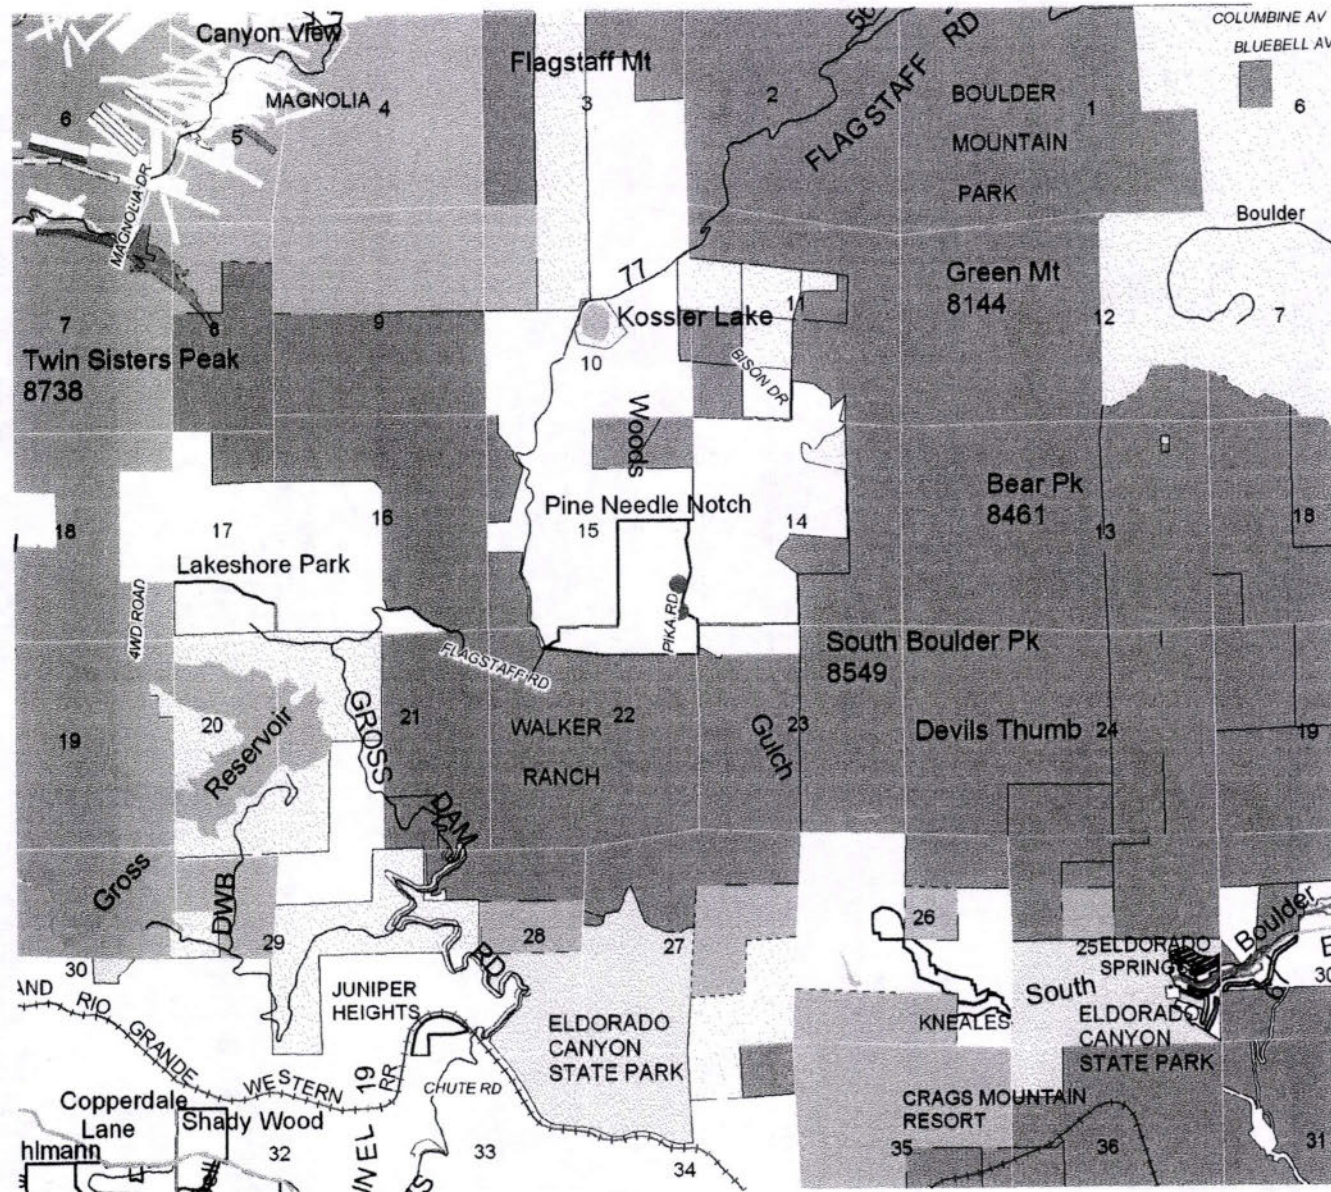 COLUMBINE AV
BLUEBELL AV
Canyon View
Flagstaff Mt
FLAGSTAFF RD
MAGNOLIA
4
3
2
BOULDER
MOUNTAIN
PARK
1
6
6
5
MAGNOLIA DR
Boulder
77
Green Mt
8144
7
8
9
Kossler Lake
10
11
12
7
Twin Sisters Peak
8738
BISON DR
Woods
Bear Pk
8461
Pine Needle Notch
18
17
16
15
14
13
18
Lakeshore Park
4WD ROAD
PIKA RD
FLAGSTAFF RD
South Boulder Pk
8549
GROSS
DAM
RD
19
20
Reservoir
21
WALKER
RANCH
22
Gulch
23
Devils Thumb
24
19
Gross
DWB
29
28
27
26
25
ELDORADO
SPRING
Boulder
30
30
South
AND
RIO
GRANDE
WESTERN
RR
JUNIPER
HEIGHTS
ELDORADO
CANYON
STATE PARK
KNEALES
ELDORADO
CANYON
STATE PARK
CHUTE RD
CRAGS MOUNTAIN
RESORT
Copperdale
Lane
Shady Wood
hlmann
19
32
33
34
35
36
31